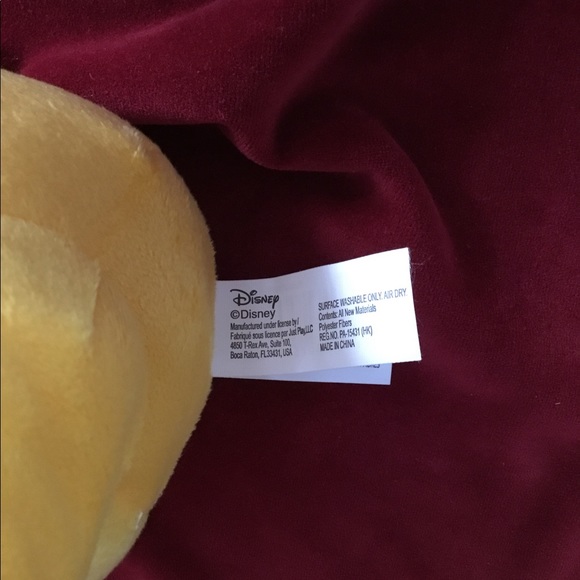 Disney
©Disney
Manufactured under license by /
Fabriqué sous licence por Just Play,LLC
4850 T-Rex Ave, Suite 100,
Boca Raton, FL33431, USA
SURFACE WASHABLE ONLY. AIR DRY.
Contents: All New Materials
Polyester Fibers
REG.NO. PA-15431 (HK)
MADE IN CHINA